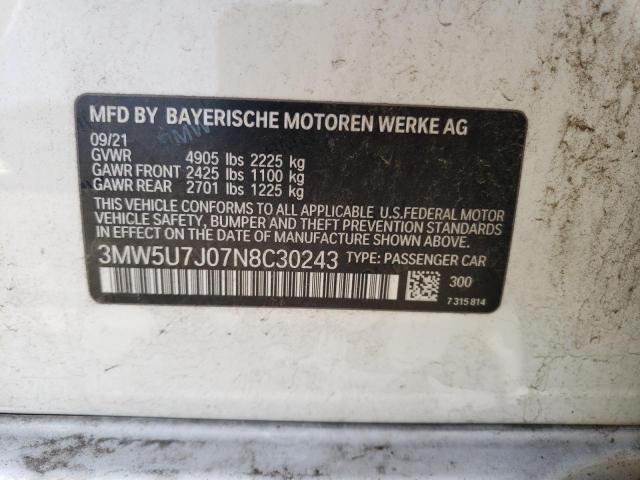 MFD BY BAYERISCHE MOTOREN WERKE AG
09/21
GVWR 4905 lbs 2225 kg
GAWR FRONT 2425 lbs 1100 kg
GAWR REAR 2701 lbs 1225 kg
THIS VEHICLE CONFORMS TO ALL APPLICABLE U.S.FEDERAL MOTOR
VEHICLE SAFETY, BUMPER AND THEFT PREVENTION STANDARDS
IN EFFECT ON THE DATE OF MANUFACTURE SHOWN ABOVE.
3MW5U7J07N8C30243 TYPE: PASSENGER CAR
300
7 315 814